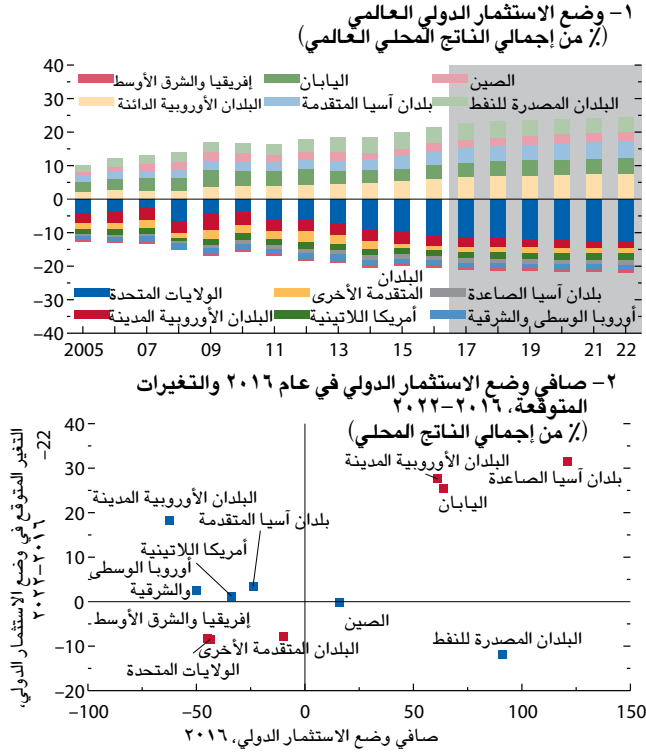 ١– وضع الاستثمار الدولي العالمي
(٪ من إجمالي الناتج المحلي العالمي)
40
30
20
10
0
–10
–20
–30
–40
إفريقيا والشرق الأوسط
اليابان
الصين
البلدان الأوروبية الدائنة
بلدان آسيا المتقدمة
البلدان المصدرة للنفط
الولايات المتحدة
البلدان
المتقدمة الأخرى
بلدان آسيا الصاعدة
البلدان الأوروبية المدينة
أمريكا اللاتينية
أوروبا الوسطى والشرقية
2005 07 09 11 13 15 16 17 19 21 22
٢– صافي وضع الاستثمار الدولي في عام ٢٠١٦ والتغيرات
المتوقعة، ٢٠١٦–٢٠٢٢
(٪ من إجمالي الناتج المحلي)
التغير المتوقع في وضع الاستثمار الدولي،
٢٠١٦–٢٠٢٢
–22
40
30
20
10
0
–10
–20
البلدان الأوروبية المدينة
بلدان آسيا الصاعدة
اليابان
البلدان الأوروبية المدينة
بلدان آسيا المتقدمة
أمريكا اللاتينية
أوروبا الوسطى
والشرقية
الصين
إفريقيا والشرق الأوسط
البلدان المتقدمة الأخرى
الولايات المتحدة
البلدان المصدرة للنفط
–100 –50 0 50 100 150
صافي وضع الاستثمار الدولي، ٢٠١٦